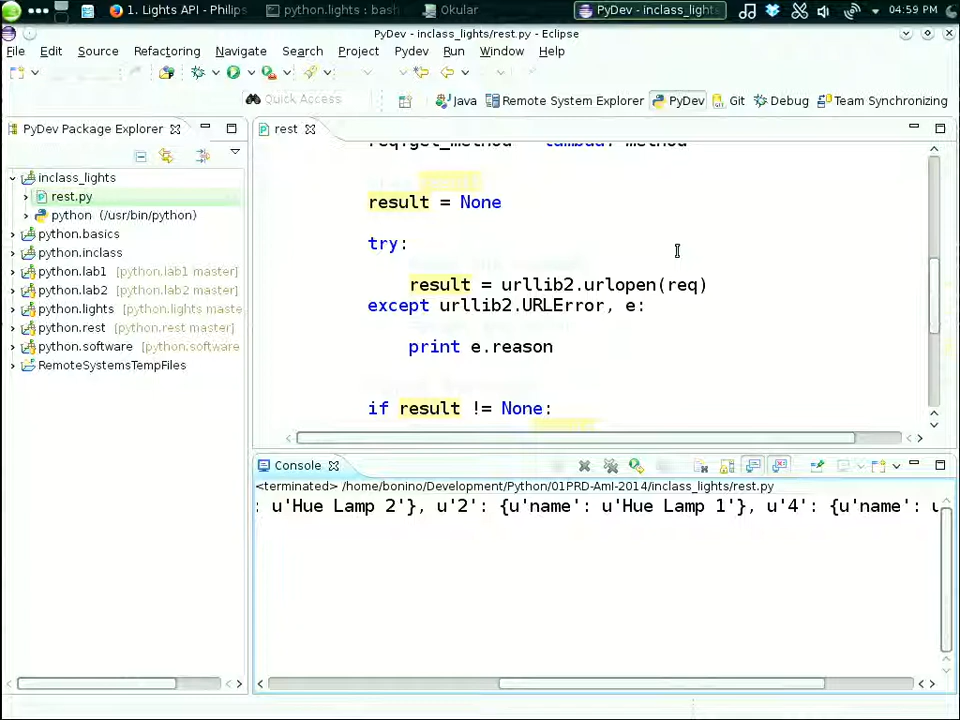 1. Lights API - Philips
python.lights : bash
Okular
PyDev - inclass_lights
04:59 PM
PyDev - inclass_lights/rest.py - Eclipse
File Edit Source Refactoring Navigate Search Project Pydev Run Window Help
Quick Access
Java Remote System Explorer PyDev Git Debug Team Synchronizing
PyDev Package Explorer
rest
inclass_lights
rest.py
python (/usr/bin/python)
python.basics
python.inclass
python.lab1 [python.lab1 master]
python.lab2 [python.lab2 master]
python.lights [python.lights maste
python.rest [python.rest master]
python.software [python.software
RemoteSystemsTempFiles
result = None
try:
result = urllib2.urlopen(req)
except urllib2.URLError, e:
print e.reason
if result != None:
Console
<terminated> /home/bonino/Development/Python/01PRD-AmI-2014/inclass_lights/rest.py
: u'Hue Lamp 2'}, u'2': {u'name': u'Hue Lamp 1'}, u'4': {u'name': u